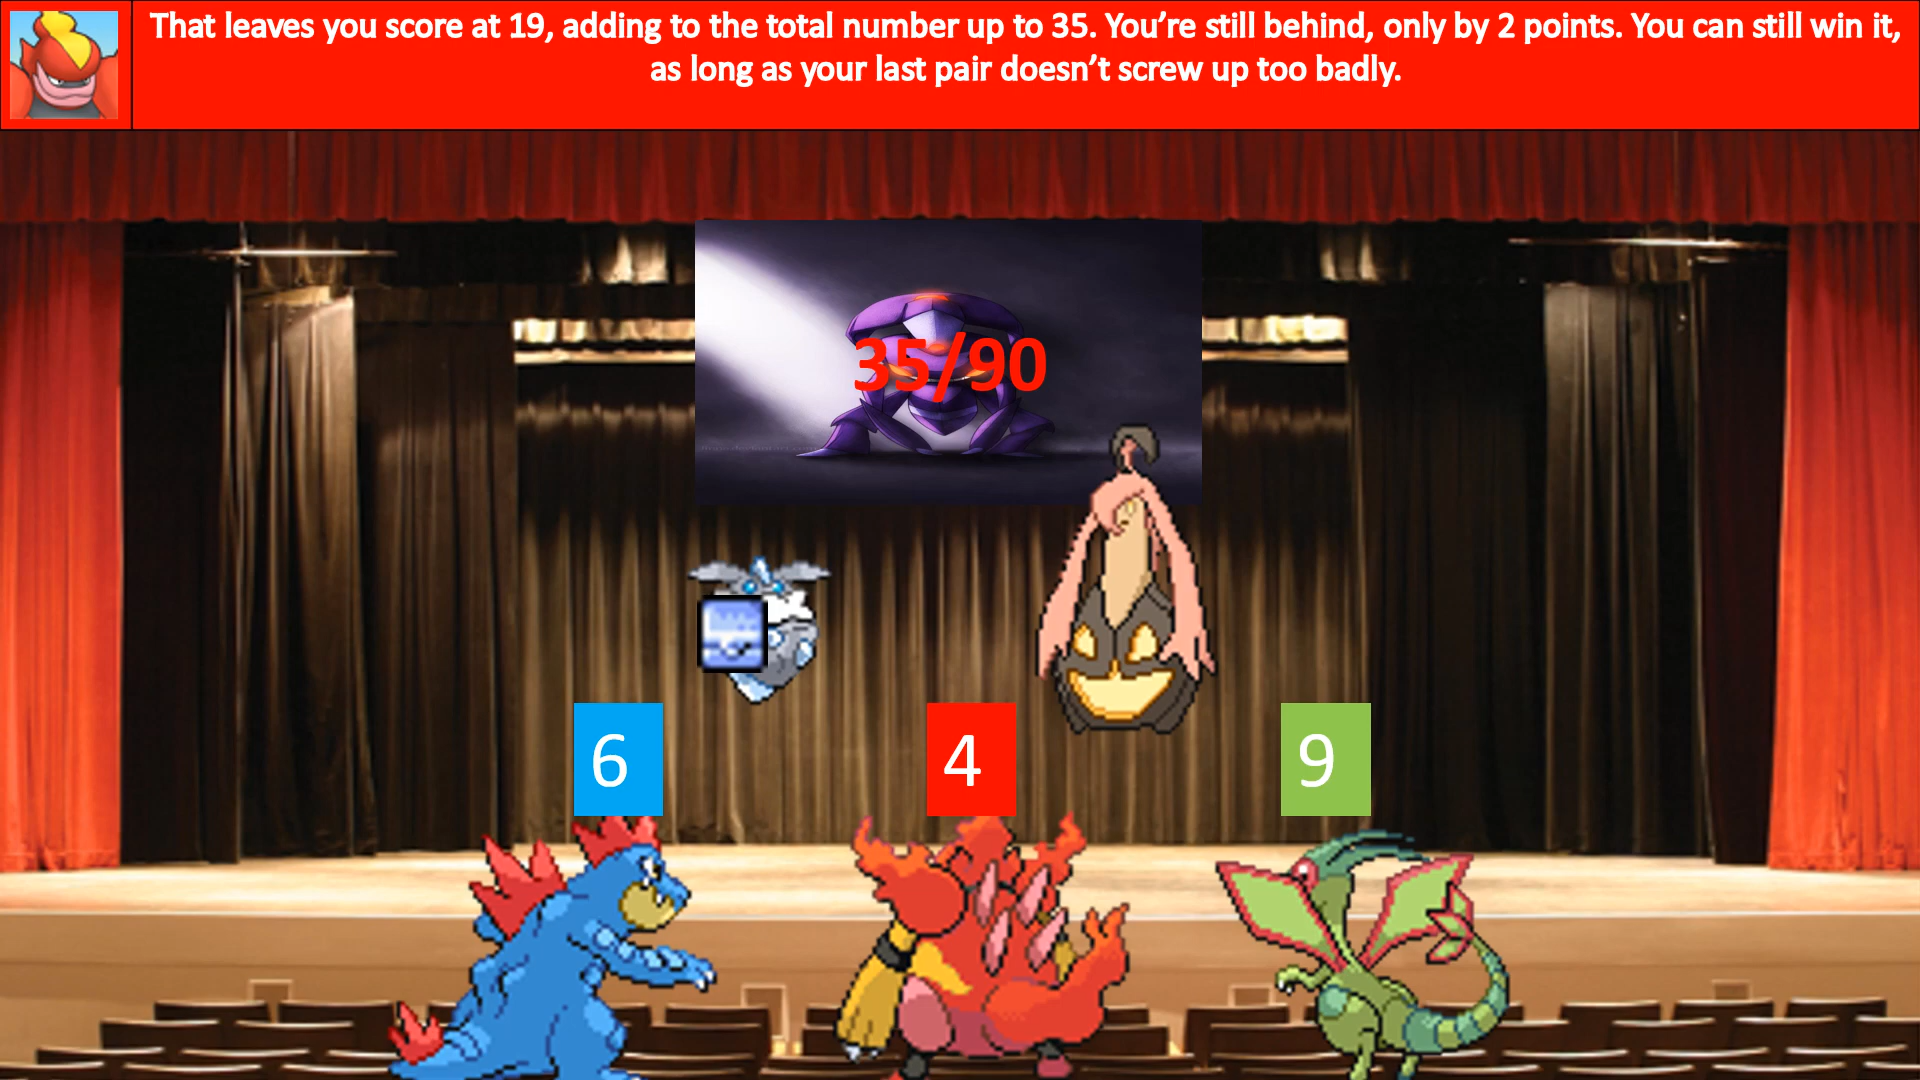 That leaves you score at 19, adding to the total number up to 35. You’re still behind, only by 2 points. You can still win it,
as long as your last pair doesn’t screw up too badly.
35/90
6
4
9